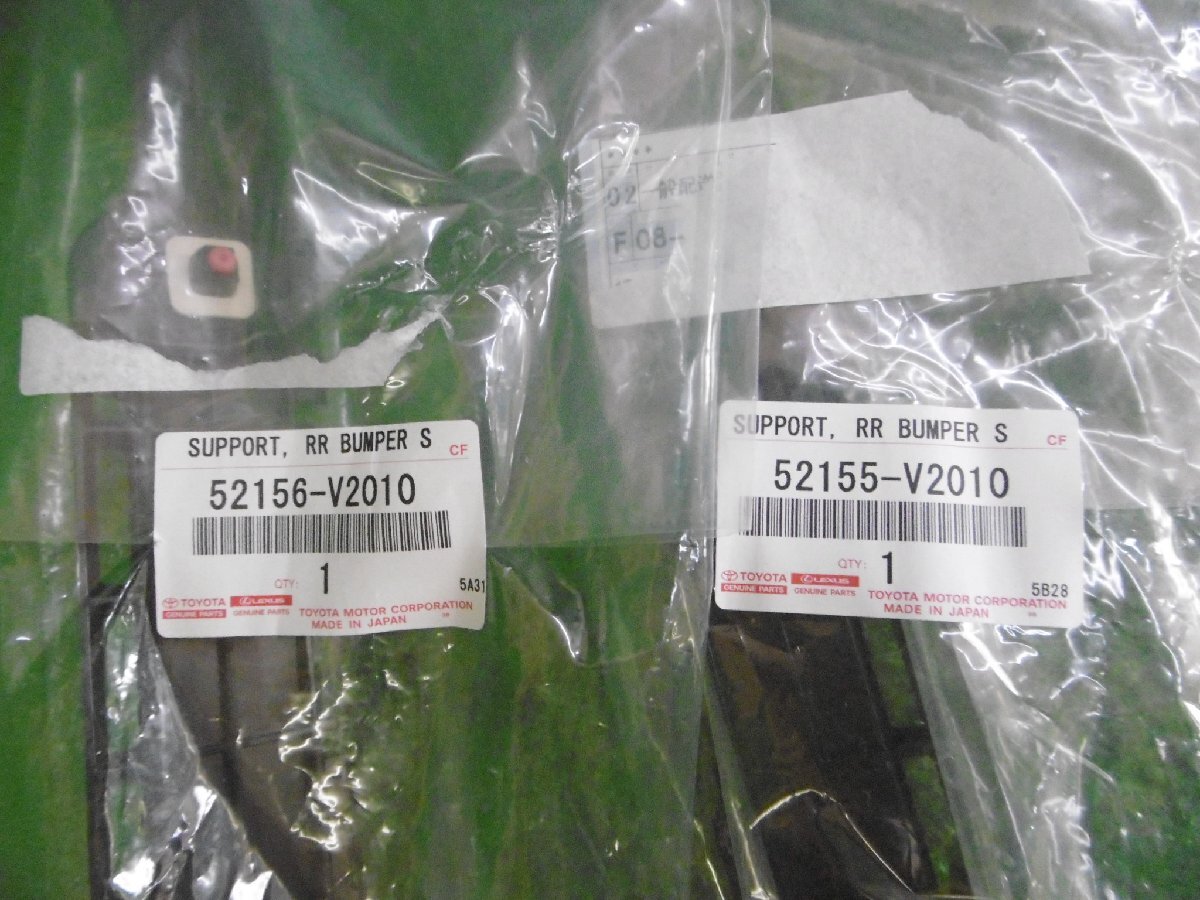 02 一般
F 08-
SUPPORT, RR BUMPER S
CF
52156-V2010
QTY: 1
5A31
TOYOTA LEXUS
GENUINE PARTS GENUINE PARTS
TOYOTA MOTOR CORPORATION
MADE IN JAPAN
SUPPORT, RR BUMPER S
CF
52155-V2010
QTY: 1
5B28
TOYOTA LEXUS
GENUINE PARTS GENUINE PARTS
TOYOTA MOTOR CORPORATION
MADE IN JAPAN